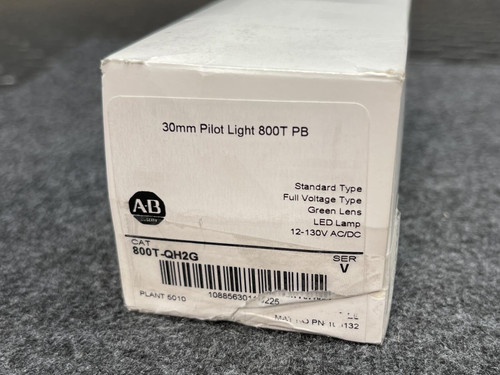 30mm Pilot Light 800T PB
Standard Type
Full Voltage Type
Green Lens
LED Lamp
12-130V AC/DC
A-B
CAT
SER
800T-QH2G
V
PLANT 5010